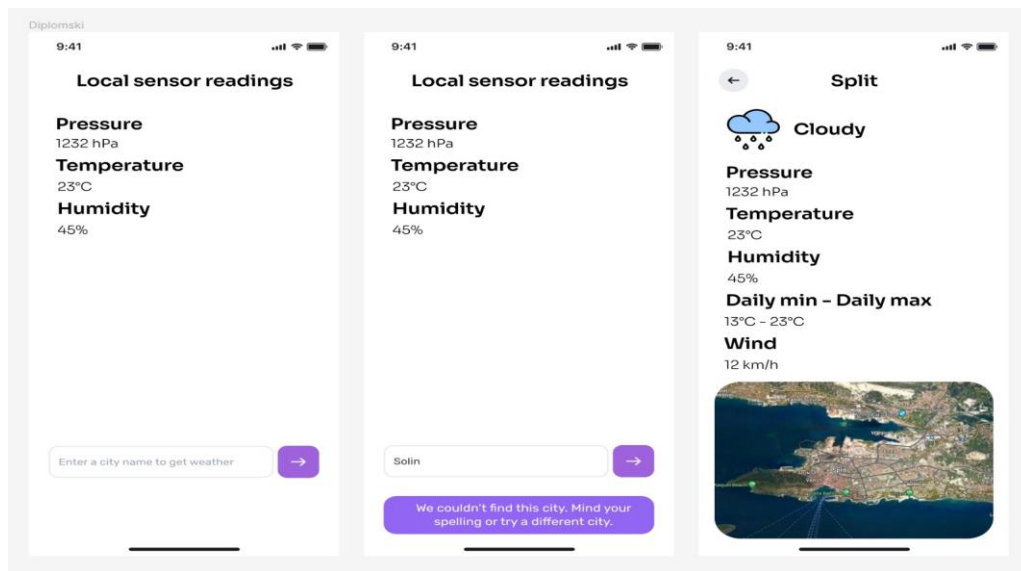 Diplomski
9:41
Local sensor readings
Pressure
1232 hPa
Temperature
23°C
Humidity
45%
Enter a city name to get weather
9:41
Local sensor readings
Pressure
1232 hPa
Temperature
23°C
Humidity
45%
Solin
We couldn't find this city. Mind your
spelling or try a different city.
9:41
Split
Cloudy
Pressure
1232 hPa
Temperature
23°C
Humidity
45%
Daily min – Daily max
13°C – 23°C
Wind
12 km/h
Split